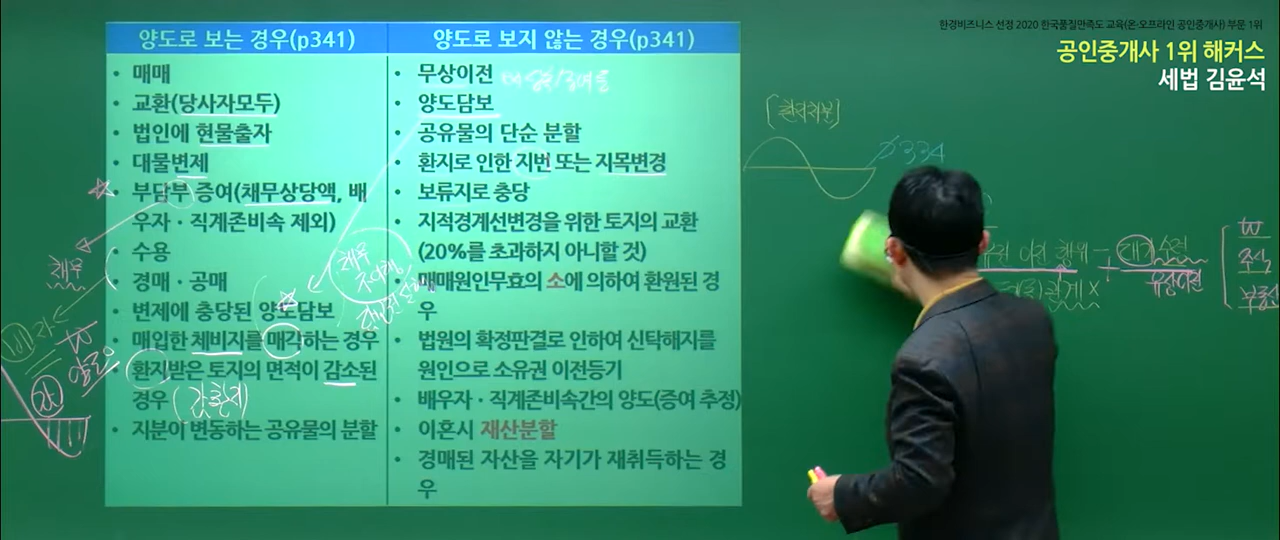 한경비즈니스 선정 2020 한국품질만족도 교육(온·오프라인 공인중개사) 부문 1위
공인중개사 1위 해커스
세법 김윤석
양도로 보는 경우(p341)
• 매매
• 교환(당사자모두)
• 법인에 현물출자
• 대물변제
• 부담부 증여(채무상당액, 배
우자·직계존비속 제외)
• 수용
• 경매·공매
• 변제에 충당된 양도담보
• 매입한 체비지를 매각하는 경우
• 환지받은 토지의 면적이 감소된
경우
• 지분이 변동하는 공유물의 분할
양도로 보지 않는 경우(p341)
• 무상이전
• 양도담보
• 공유물의 단순 분할
• 환지로 인한 지번 또는 지목변경
• 보류지로 충당
• 지적경계선변경을 위한 토지의 교환
(20%를 초과하지 아니할 것)
• 매매원인무효의 소에 의하여 환원된 경
우
• 법원의 확정판결로 인하여 신탁해지를
원인으로 소유권 이전등기
• 배우자·직계존비속간의 양도(증여 추정)
• 이혼시 재산분할
• 경매된 자산을 자기가 재취득하는 경
우
채무
양도
감환지
채무
P334
유상이전
주식